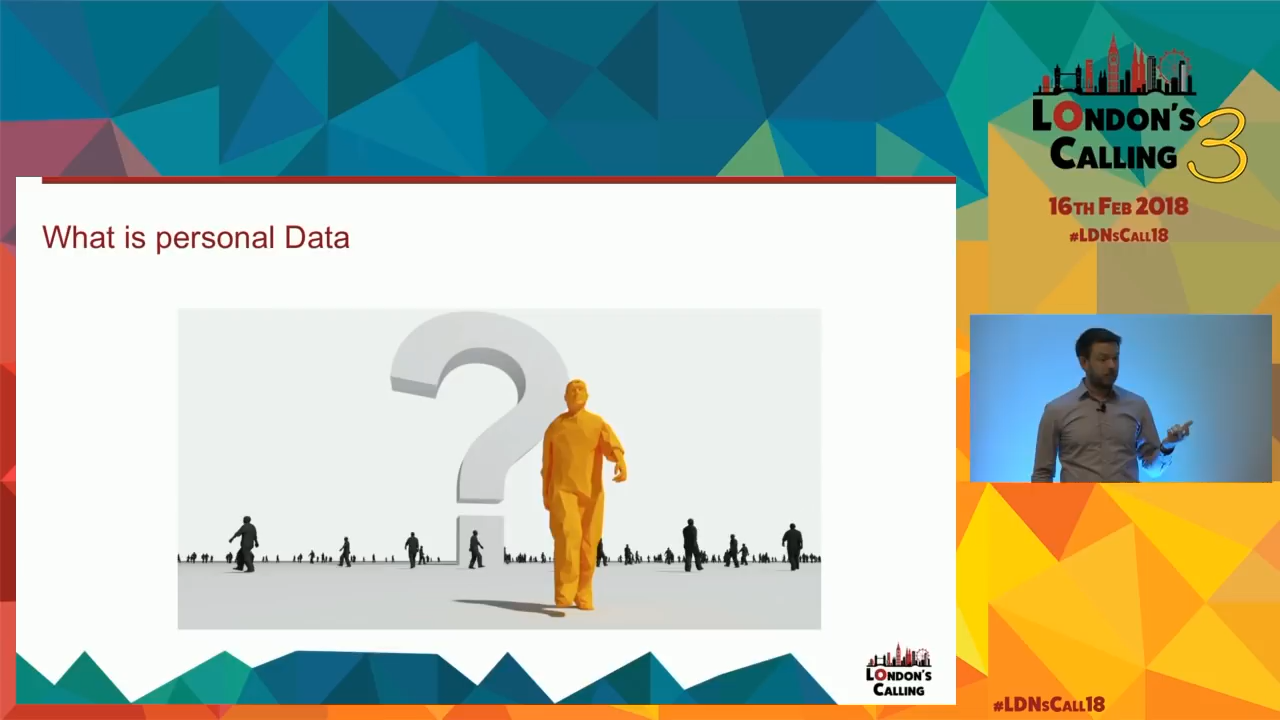 What is personal Data
LONDON'S
CALLING
LONDON'S
CALLING 3
16TH FEB 2018
#LDNSCALL18
#LDNSCALL18